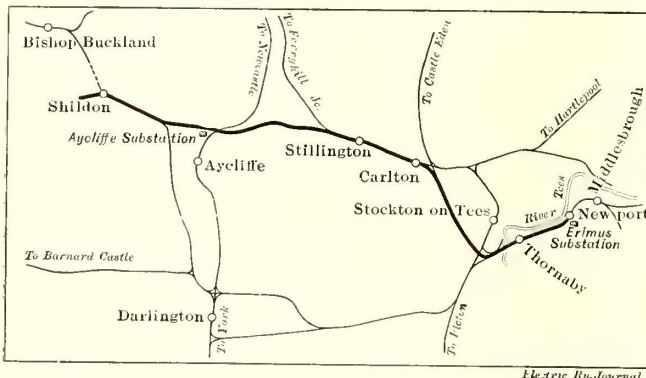 Bishop Buckland
Shildon
Aycliffe Substation
Aycliffe
To Newcastle
To Ferryhill Jc.
Stillington
Carlton
To Castle Eden
To Hartlepool
Stockton on Tees
River Tees
Middlesbrough
Newport
Erimus
Substation
Thornaby
To Barnard Castle
Darlington
To York
To
Electric Ry. Journal